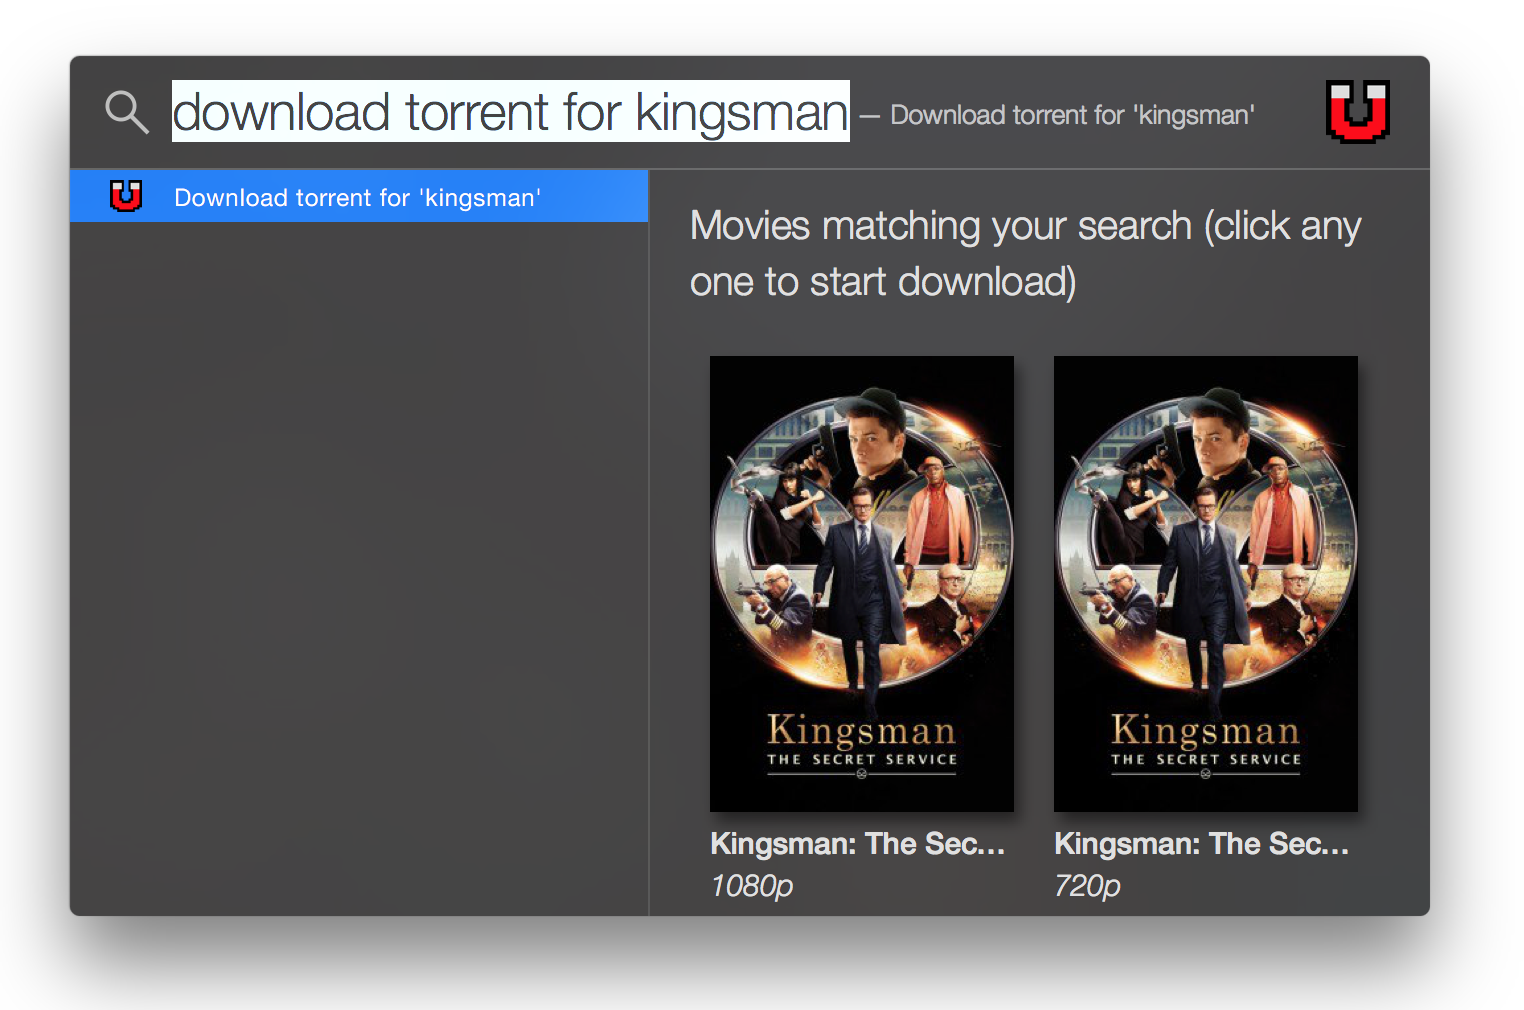 download torrent for kingsman — Download torrent for 'kingsman'
Download torrent for 'kingsman'
Movies matching your search (click any
one to start download)
Kingsman
THE SECRET SERVICE
Kingsman: The Sec...
1080p
Kingsman
THE SECRET SERVICE
Kingsman: The Sec...
720p